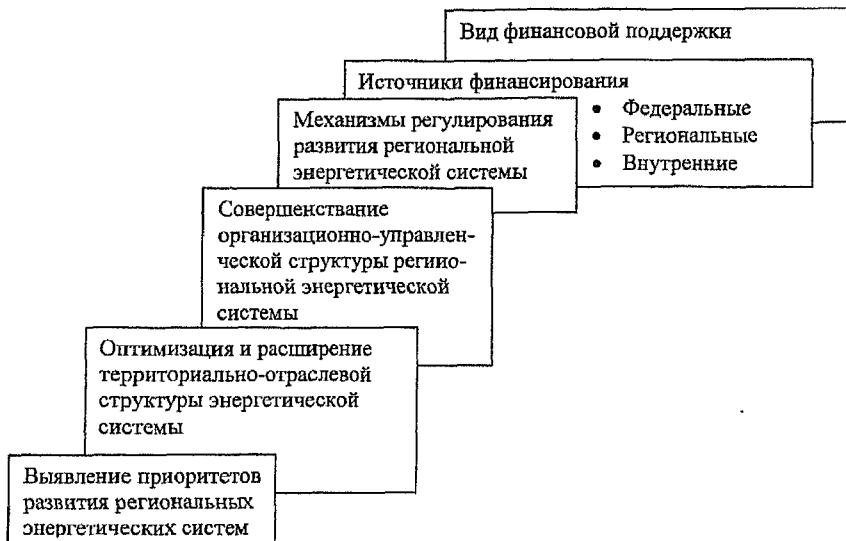 Вид финансовой поддержки
Источники финансирования
• Федеральные
• Региональные
• Внутренние
Механизмы регулирования
развития региональной
энергетической системы
Совершенствание
организационно-управлен-
ческой структуры региио-
нальной энергетической
системы
Оптимизация и расширение
территориально-отраслевой
структуры энергетической
системы
Выявление приоритетов
развития региональных
энергетических систем